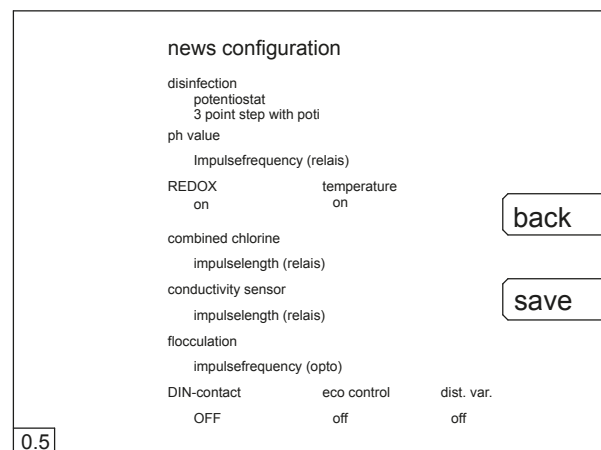 news configuration
disinfection
potentiostat
3 point step with poti
ph value
Impulsefrequency (relais)
REDOX temperature
on on
back
combined chlorine
impulselength (relais)
conductivity sensor
save
impulselength (relais)
flocculation
impulsefrequency (opto)
DIN-contact eco control dist. var.
OFF off off
0.5